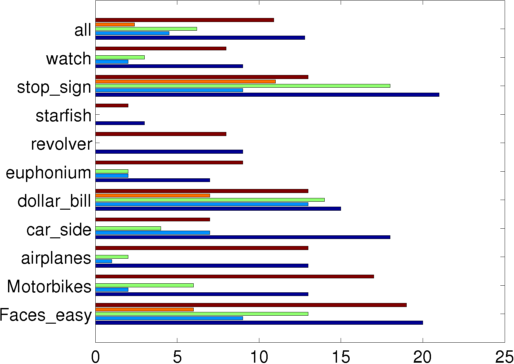 all
watch
stop_sign
starfish
revolver
euphonium
dollar_bill
car_side
airplanes
Motorbikes
Faces_easy
0 5 10 15 20 25